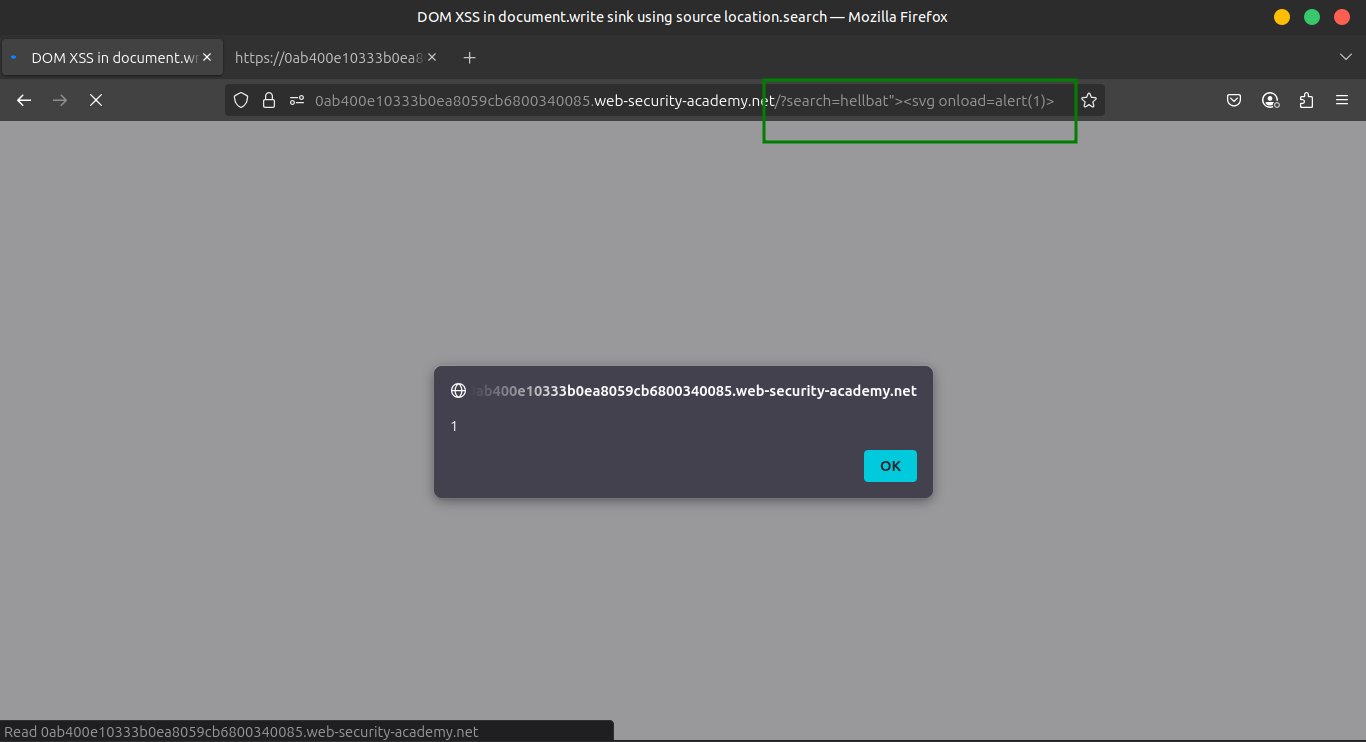 DOM XSS in document.write sink using source location.search — Mozilla Firefox
DOM XSS in document.wr
https://0ab400e10333b0ea8
0ab400e10333b0ea8059cb6800340085.web-security-academy.net/?search=hellbat"><svg onload=alert(1)>
ab400e10333b0ea8059cb6800340085.web-security-academy.net
1
OK
Read 0ab400e10333b0ea8059cb6800340085.web-security-academy.net